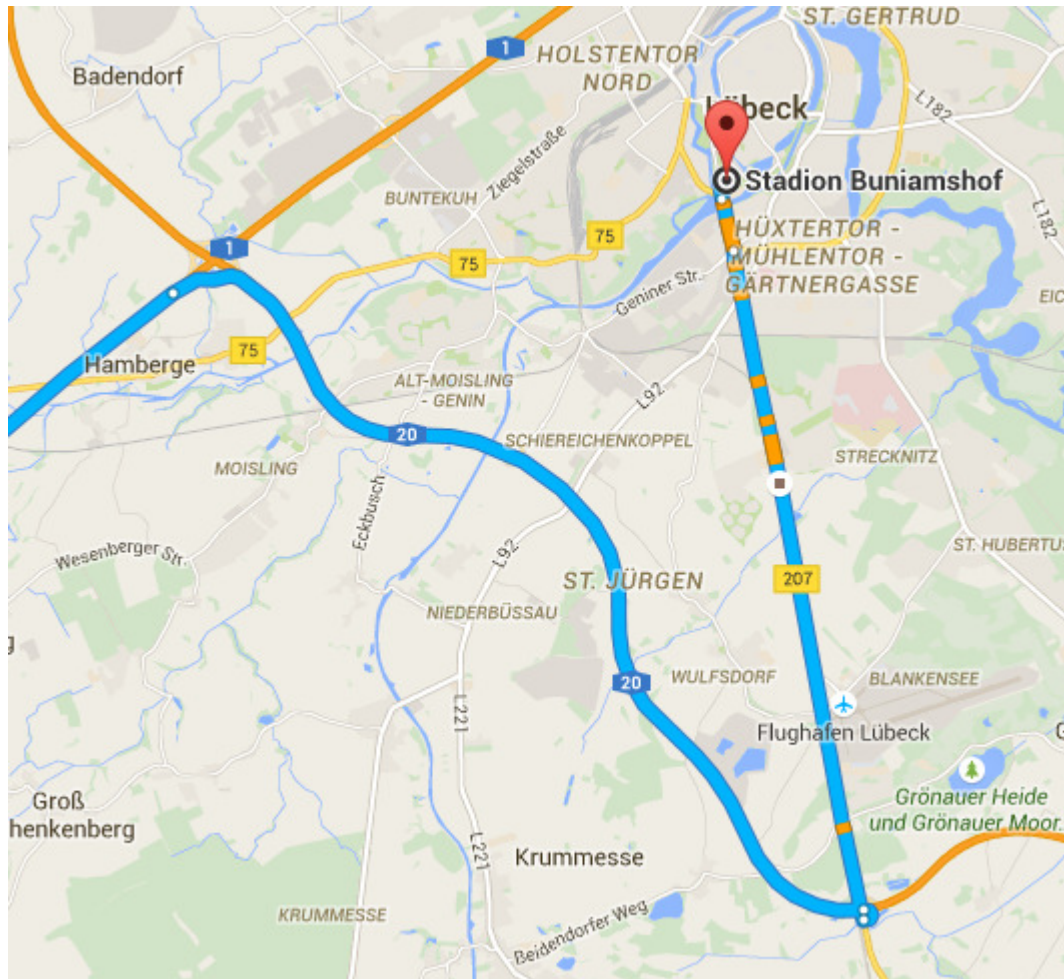 ST. GERTRUD
1
HOLSTENTOR
NORD
Badendorf
L182
Lübeck
Ziegelstraße
Stadion Buniamshof
BUNTEKUH
L182
1
75
HÜXTERTOR -
MÜHLENTOR -
GÄRTNERGASSE
75
Geniner Str.
EIC
75
Hamberge
ALT-MOISLING
- GENIN
L92
20
SCHIEREICHENKOPPEL
MOISLING
STRECKNITZ
Eckbusch
Wesenberger Str.
L92
ST. HUBERTUS
ST. JÜRGEN
207
NIEDERBÜSSAU
g
20
WULFSDORF
BLANKENSEE
L221
Flughafen Lübeck
G
Groß
henkenberg
Grönauer Heide
und Grönauer Moor,
L221
Krummesse
KRUMMESSE
Beidendorfer Weg